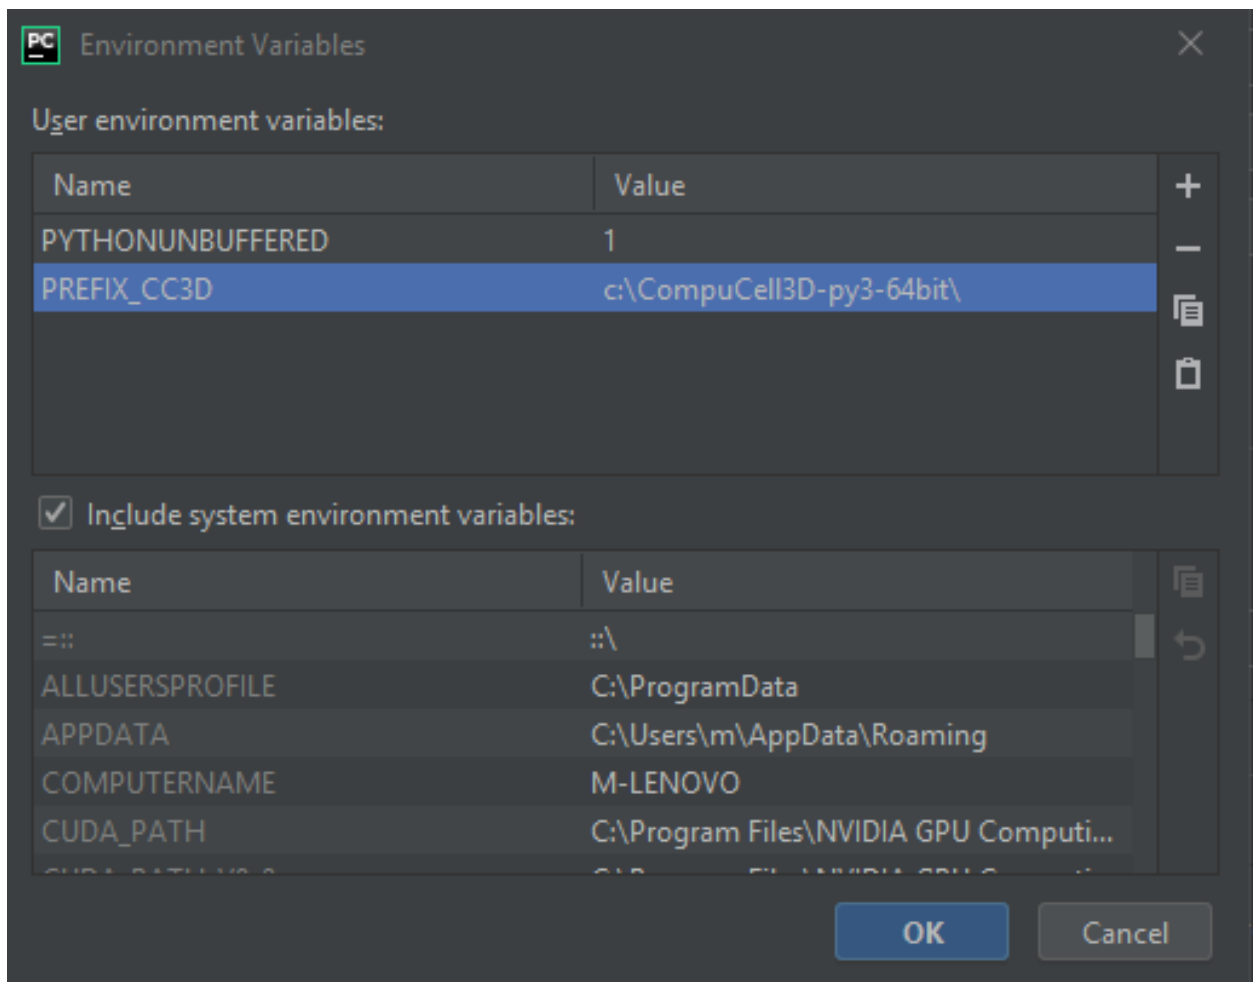 PC Environment Variables
User environment variables:
Name Value
PYTHONUNBUFFERED 1
PREFIX_CC3D c:\CompuCell3D-py3-64bit\
Include system environment variables:
Name Value
=:: ::\
ALLUSERSPROFILE C:\ProgramData
APPDATA C:\Users\m\AppData\Roaming
COMPUTERNAME M-LENOVO
CUDA_PATH C:\Program Files\NVIDIA GPU Computi...
OK Cancel